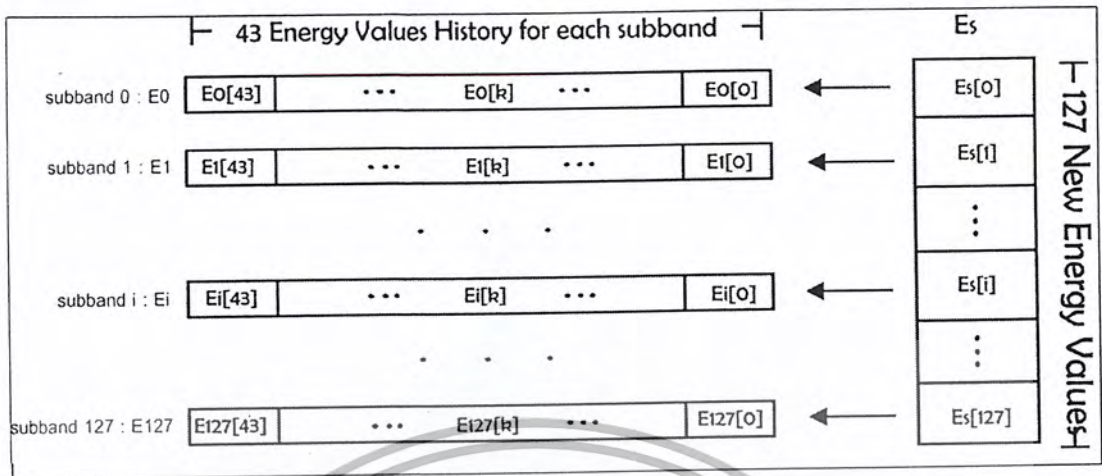 43 Energy Values History for each subband
Es
subband 0 : E0 E0[43] ... E0[k] ... E0[0] Es[0]
subband 1 : E1 E1[43] ... E1[k] ... E1[0] Es[1]
subband i : Ei Ei[43] ... Ei[k] ... Ei[0] Es[i]
subband 127 : E127 E127[43] ... E127[k] ... E127[0] Es[127]
127 New Energy Values